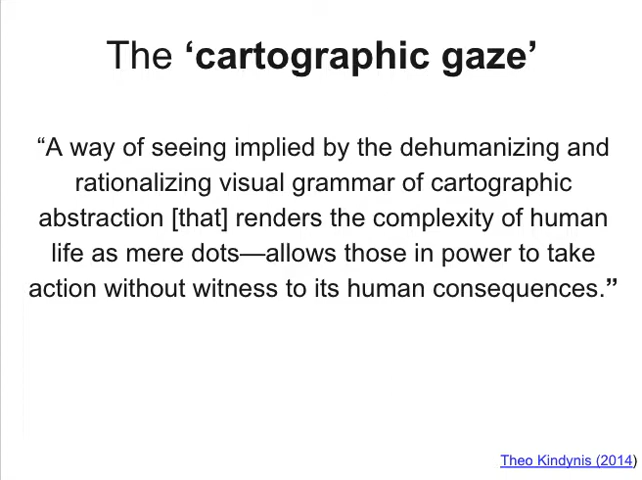 The ‘cartographic gaze’
“A way of seeing implied by the dehumanizing and
rationalizing visual grammar of cartographic
abstraction [that] renders the complexity of human
life as mere dots—allows those in power to take
action without witness to its human consequences.”
Theo Kindynis (2014)